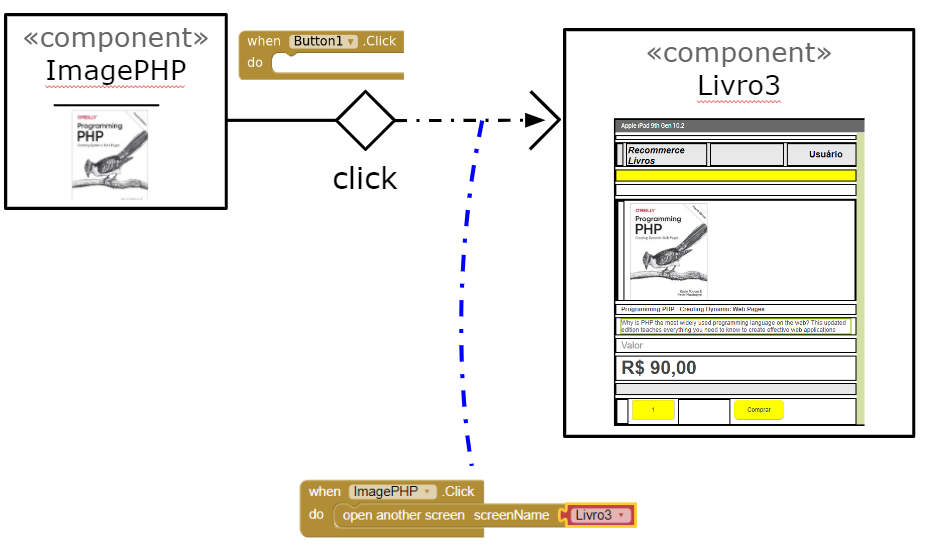 «component»
ImagePHP
O'REILLY
Programming
PHP
Creating Dynamic Web Pages
when Button1 .Click
do
click
«component»
Livro3
Apple iPad 9th Gen 10.2
Recommerce
Livros
Usuário
O'REILLY
Programming
PHP
Creating Dynamic Web Pages
Programming PHP : Creating Dynamic Web Pages
Why is PHP the most widely used programming language on the web? This updated
edition teaches everything you need to know to create effective web applications
Valor
R$ 90,00
1
Comprar
when ImagePHP .Click
do open another screen screenName Livro3